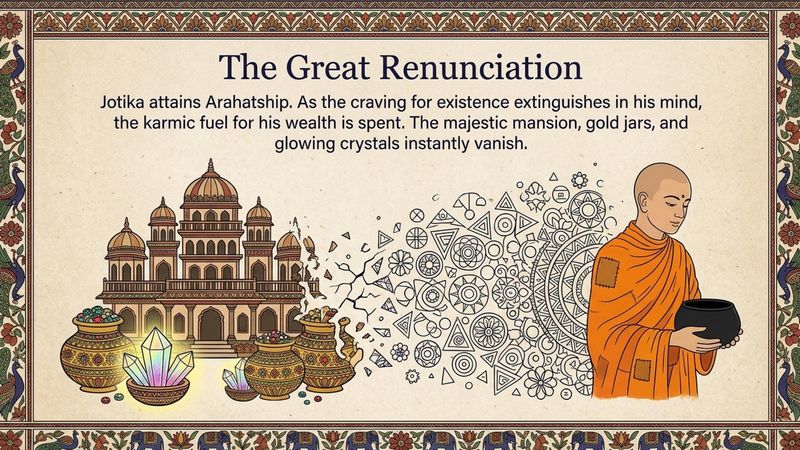 The Great Renunciation
Jotika attains Arahatship. As the craving for existence extinguishes in his mind,
the karmic fuel for his wealth is spent. The majestic mansion, gold jars, and
glowing crystals instantly vanish.